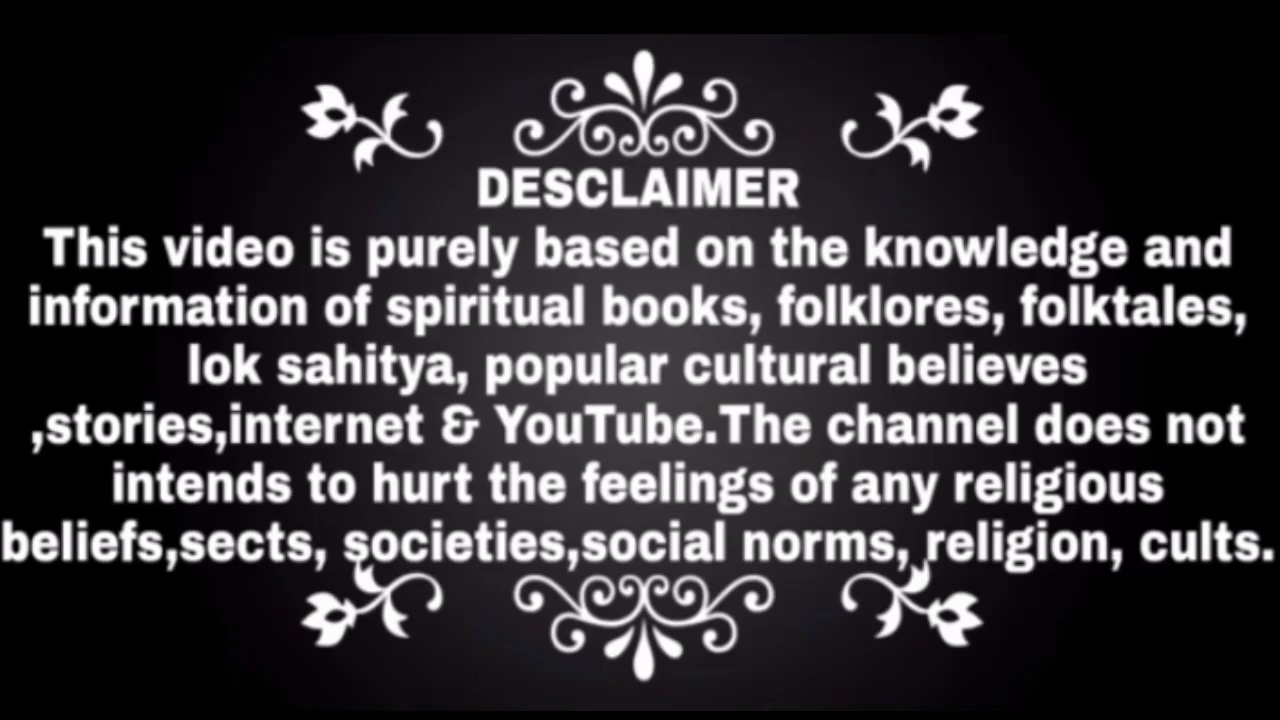 DESCLAIMER
This video is purely based on the knowledge and
information of spiritual books, folklores, folktales,
lok sahitya, popular cultural believes
,stories,internet & YouTube.The channel does not
intends to hurt the feelings of any religious
beliefs,sects, societies,social norms, religion, cults.